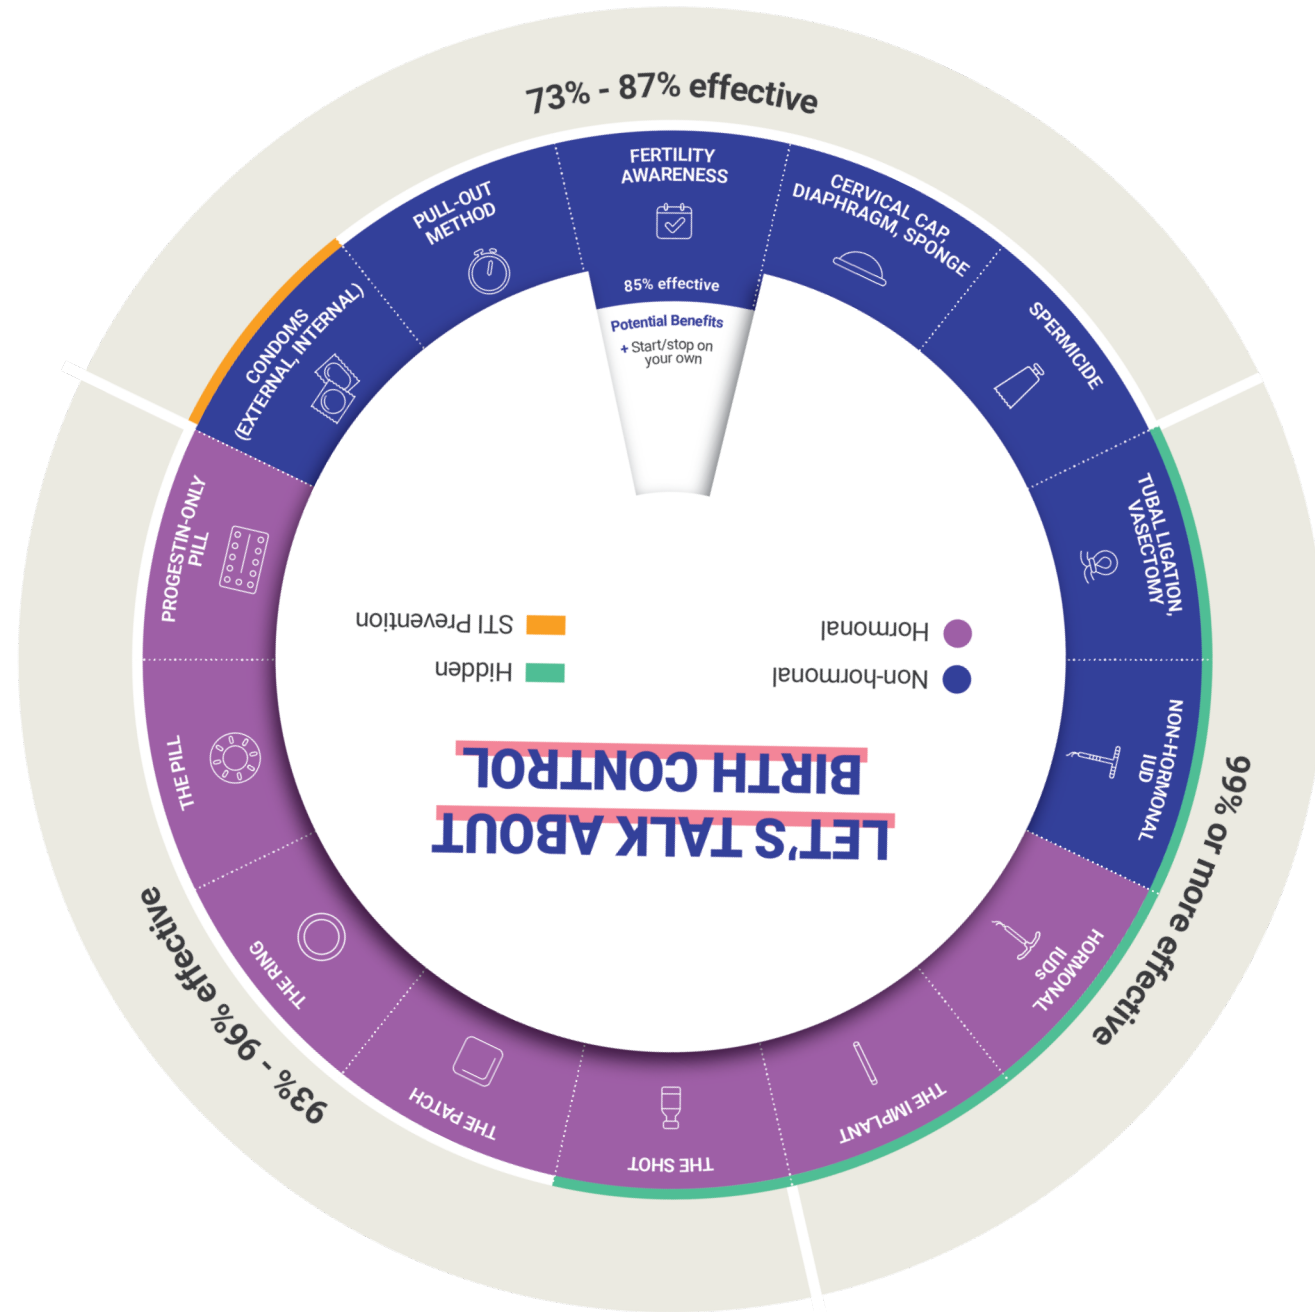 73% - 87% effective
FERTILITY
AWARENESS
85% effective
Potential Benefits
+ Start/stop on
your own
CERVICAL CAP,
DIAPHRAGM, SPONGE
SPERMICIDE
TUBAL LIGATION,
VASECTOMY
NON-HORMONAL
IUD
HORMONAL
IUDs
THE IMPLANT
99% or more effective
THE SHOT
THE PATCH
THE RING
THE PILL
PROGESTIN-ONLY
PILL
93% - 96% effective
CONDOMS
(EXTERNAL, INTERNAL)
PULL-OUT
METHOD
LET'S TALK ABOUT
BIRTH CONTROL
Non-hormonal
Hormonal
Hidden
STI Prevention